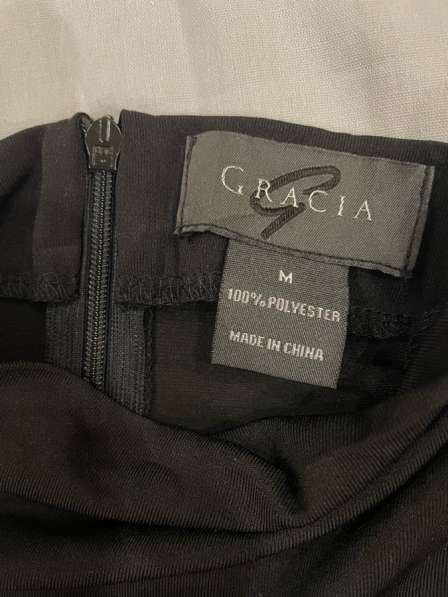 GRACIA
M
100% POLYESTER
MADE IN CHINA